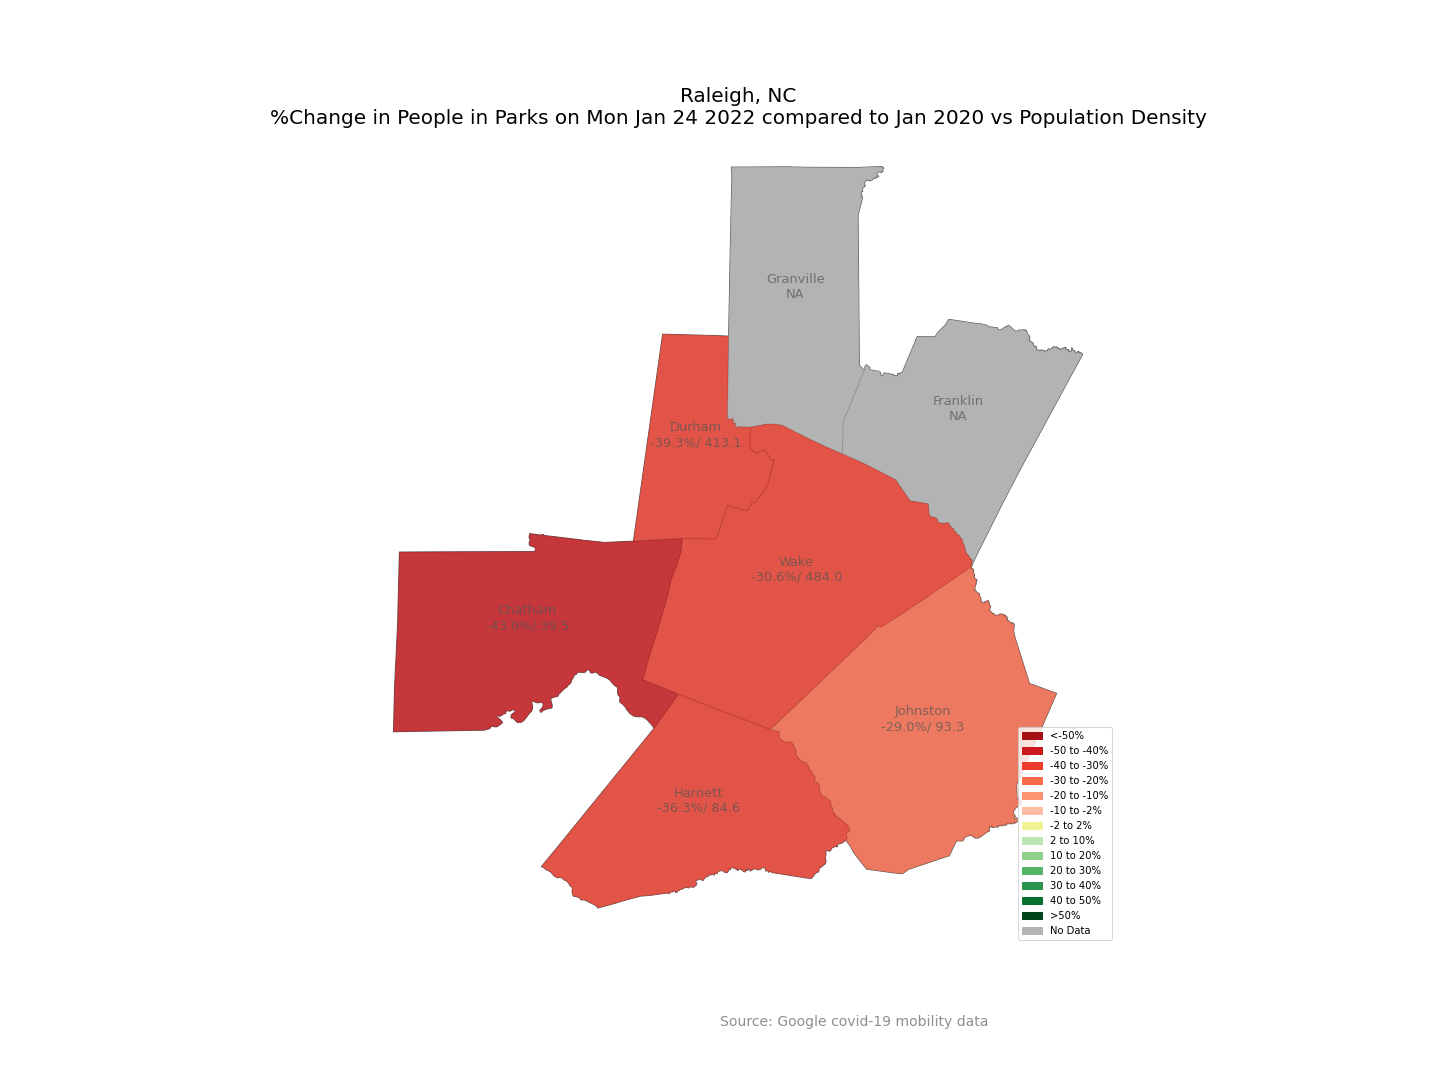 Raleigh, NC
%Change in People in Parks on Mon Jan 24 2022 compared to Jan 2020 vs Population Density
Granville
NA
Franklin
NA
Durham
-39.3%/ 413.1
Wake
-30.6%/ 484.0
Chatham
-43.0%/ 39.5
Johnston
-29.0%/ 93.3
Harnett
-36.3%/ 84.6
<-50%
-50 to -40%
-40 to -30%
-30 to -20%
-20 to -10%
-10 to -2%
-2 to 2%
2 to 10%
10 to 20%
20 to 30%
30 to 40%
40 to 50%
>50%
No Data
Source: Google covid-19 mobility data